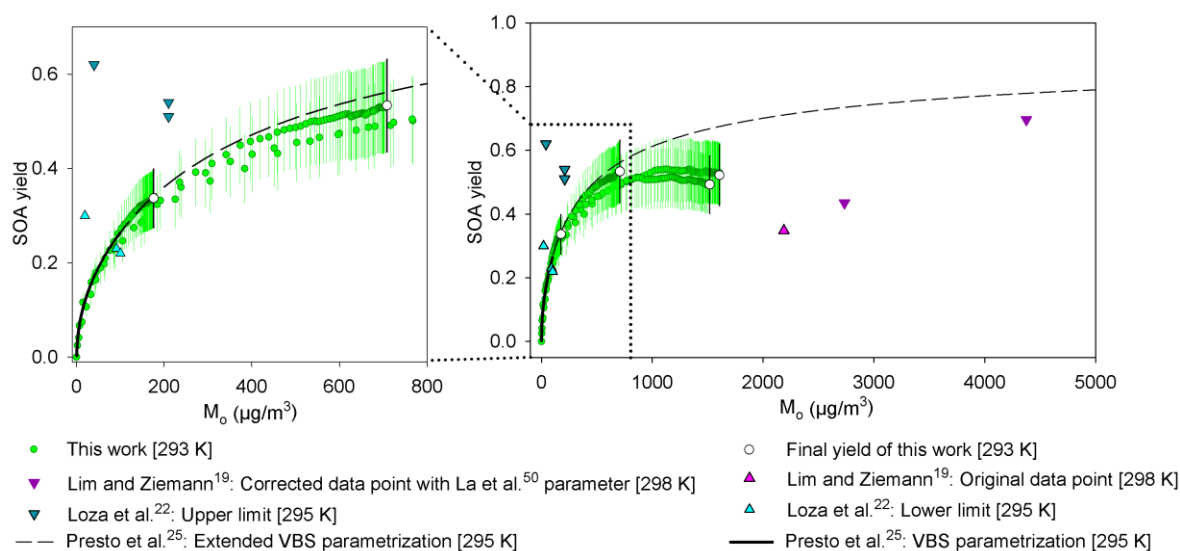 SOA yield
0.6
0.4
0.2
0.0
0 200 400 600 800
Mo (µg/m³)
SOA yield
1.0
0.8
0.6
0.4
0.2
0.0
0 1000 2000 3000 4000 5000
Mo (µg/m³)
This work [293 K]
Lim and Ziemann¹⁹: Corrected data point with La et al.⁵⁰ parameter [298 K]
Loza et al.²²: Upper limit [295 K]
Presto et al.²⁵: Extended VBS parametrization [295 K]
Final yield of this work [293 K]
Lim and Ziemann¹⁹: Original data point [298 K]
Loza et al.²²: Lower limit [295 K]
Presto et al.²⁵: VBS parametrization [295 K]